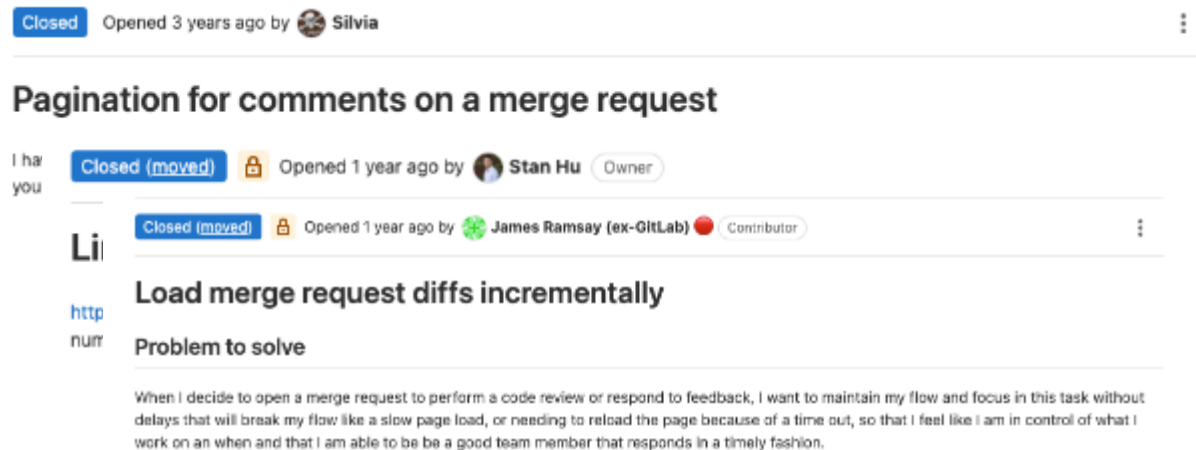 Closed Opened 3 years ago by Silvia
Pagination for comments on a merge request
I ha
you
Closed (moved) Opened 1 year ago by Stan Hu Owner
Closed (moved) Opened 1 year ago by James Ramsay (ex-GitLab) Contributor
Li
Load merge request diffs incrementally
http
num
Problem to solve
When I decide to open a merge request to perform a code review or respond to feedback, I want to maintain my flow and focus in this task without
delays that will break my flow like a slow page load, or needing to reload the page because of a time out, so that I feel like I am in control of what I
work on an when and that I am able to be be a good team member that responds in a timely fashion.